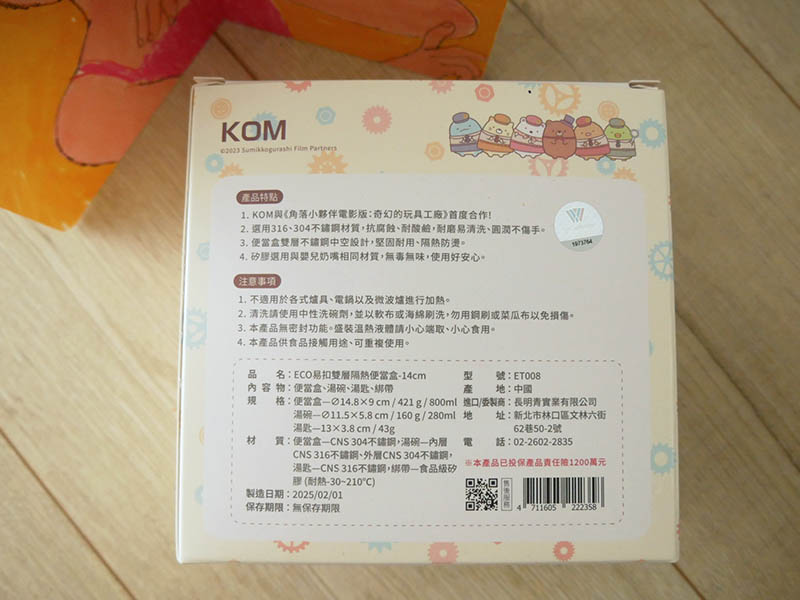 KOM
©2023 Sumikkogurashi Film Partners
產品特點
1. KOM與《角落小夥伴電影版:奇幻的玩具工廠》首度合作!
2. 選用316、304不鏽鋼材質,抗腐蝕、耐酸鹼,耐磨易清洗、圓潤不傷手。
3. 便當盒雙層不鏽鋼中空設計,堅固耐用、隔熱防燙。
4. 矽膠選用與嬰兒奶嘴相同材質,無毒無味,使用好安心。
1973764
注意事項
1. 不適用於各式爐具、電鍋以及微波爐進行加熱。
2. 清洗請使用中性洗碗劑,並以軟布或海綿刷洗,勿用鋼刷或菜瓜布以免損傷。
3. 本產品無密封功能。盛裝溫熱液體請小心端取、小心食用。
4. 本產品供食品接觸用途、可重複使用。
品名:ECO易扣雙層隔熱便當盒-14cm
內容物:便當盒、湯碗、湯匙、綁帶
規格:便當盒—∅14.8×9 cm / 421 g / 800ml
湯碗—∅11.5×5.8 cm / 160 g / 280ml
湯匙—13×3.8 cm / 43g
材質:便當盒—CNS 304不鏽鋼,湯碗—內層
CNS 316不鏽鋼、外層CNS 304不鏽鋼,
湯匙—CNS 316不鏽鋼,綁帶—食品級矽
膠 (耐熱-30~210℃)
製造日期:2025/02/01
保存期限:無保存期限
型號:ET008
產地:中國
進口/委製商:長明青實業有限公司
地址:新北市林口區文林六街
62巷50-2號
電話:02-2602-2835
※本產品已投保產品責任險1200萬元
售後服務
4 711605 222358